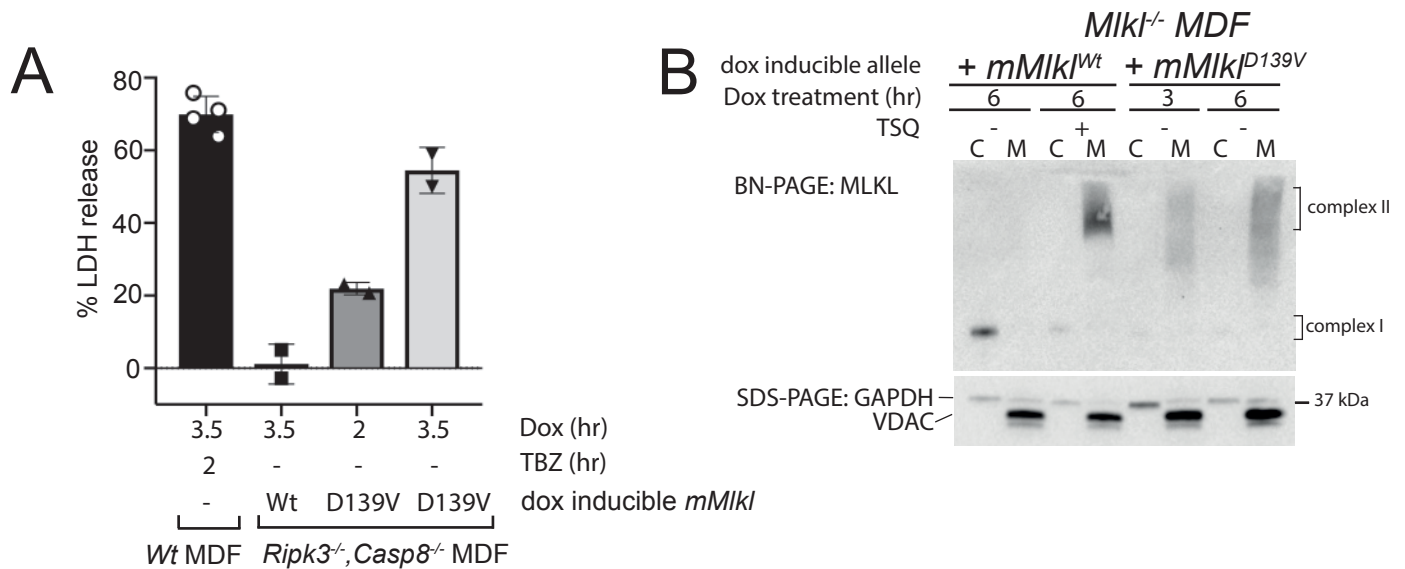 A
80
60
40
20
0
% LDH release
3.5 3.5 2 3.5 Dox (hr)
2 - - - TBZ (hr)
- Wt D139V D139V dox inducible mMlkl
Wt MDF Ripk3-/-,Casp8-/- MDF
B
Mlkl-/- MDF
dox inducible allele + mMlklWt + mMlklD139V
Dox treatment (hr) 6 6 3 6
TSQ - + - -
C M C M C M C M
BN-PAGE: MLKL
complex II
complex I
SDS-PAGE: GAPDH
37 kDa
VDAC